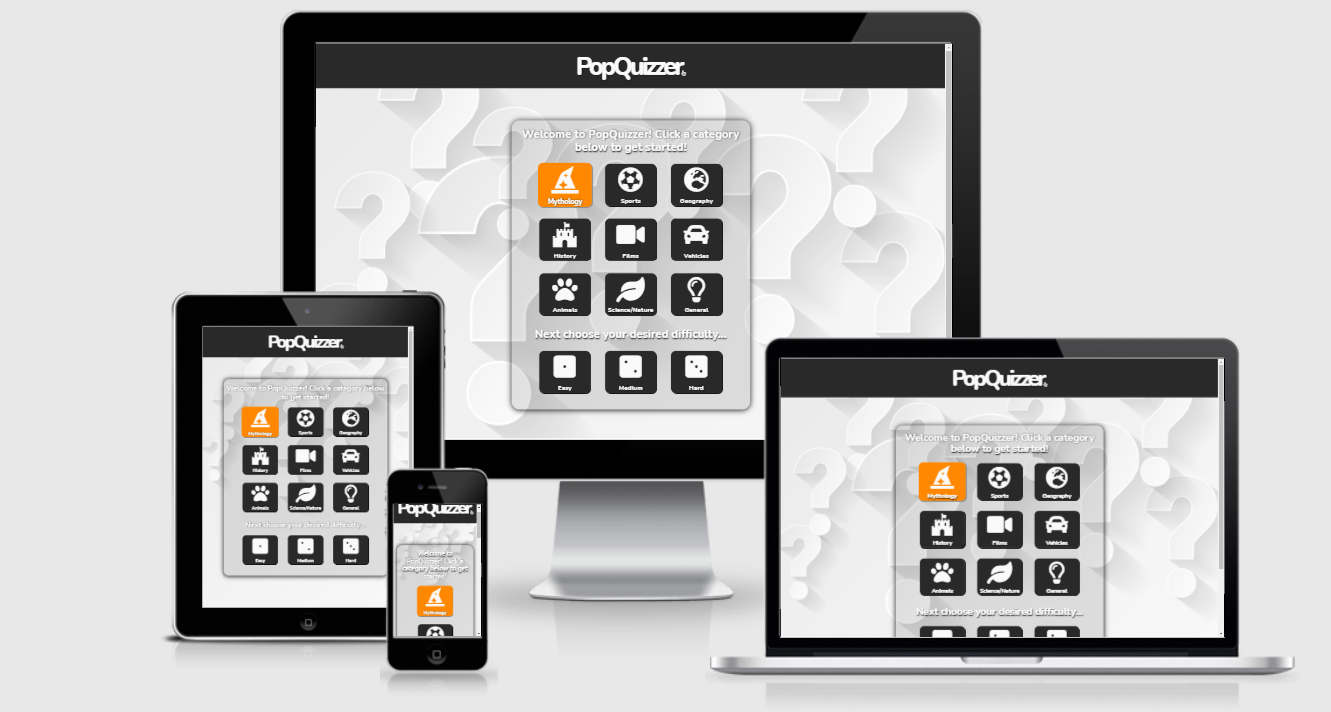 PopQuizzer
Welcome to PopQuizzer! Click a category
below to get started!
Mythology
Sports
Geography
History
Films
Vehicles
Animals
Science/Nature
General
Next choose your desired difficulty...
Easy
Medium
Hard
PopQuizzer
Welcome to PopQuizzer! Click a category below
to get started!
Mythology
Sports
Geography
History
Films
Vehicles
Animals
Science/Nature
General
Next choose your desired difficulty...
Easy
Medium
Hard
PopQuizzer
Welcome to
PopQuizzer! Click a
category below to get
started!
Mythology
PopQuizzer
Welcome to PopQuizzer! Click a category
below to get started!
Mythology
Sports
Geography
History
Films
Vehicles
Animals
Science/Nature
General
Next choose your desired difficulty...